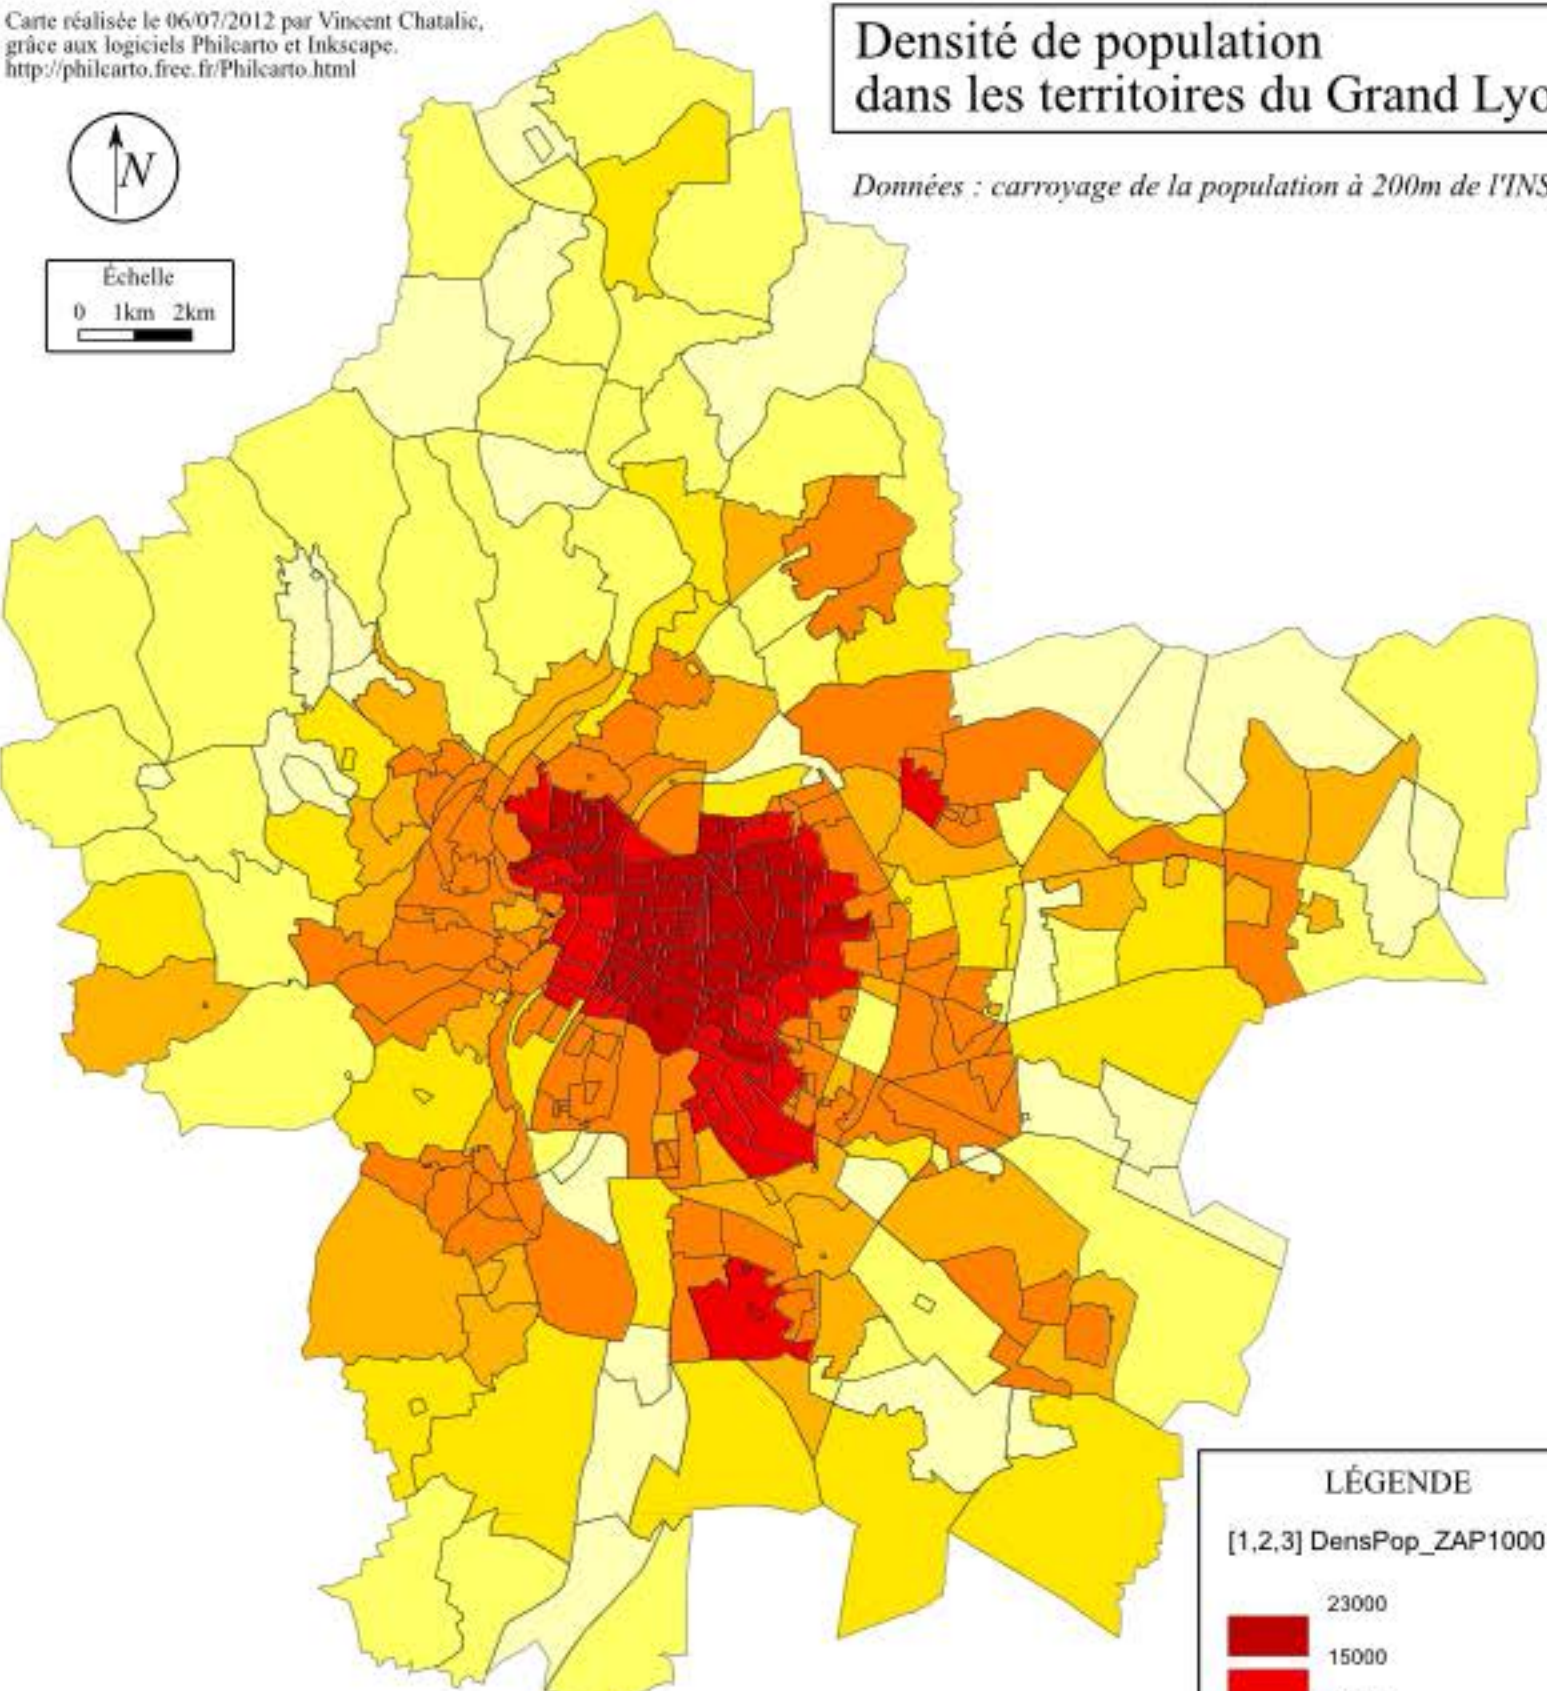 Carte réalisée le 06/07/2012 par Vincent Chatalic,
grâce aux logiciels Philcarto et Inkscape.
http://philcarto.free.fr/Philcarto.html
Densité de population
dans les territoires du Grand Lyo
Données : carroyage de la population à 200m de l'INS
N
Échelle
0 1km 2km
LÉGENDE
[1,2,3] DensPop_ZAP1000
23000
15000